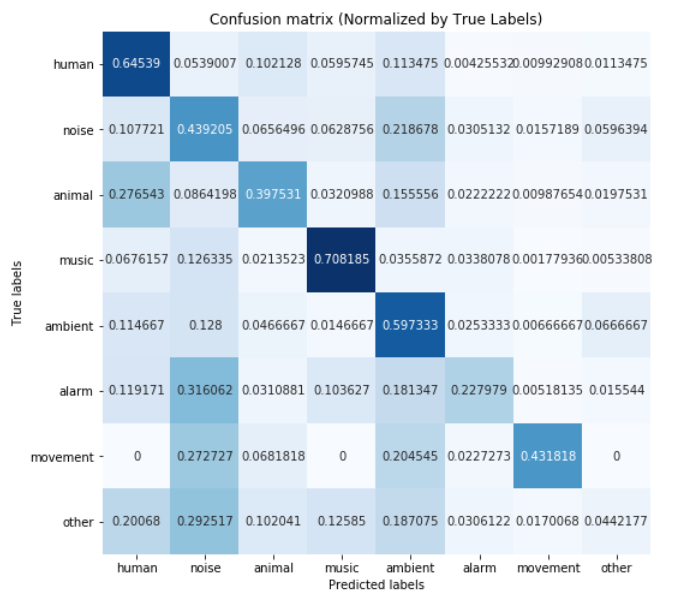 Confusion matrix (Normalized by True Labels)
human 0.64539 0.0539007 0.102128 0.0595745 0.113475 0.00425532 0.00992908 0.0113475
noise 0.107721 0.439205 0.0656496 0.0628756 0.218678 0.0305132 0.0157189 0.0596394
animal 0.276543 0.0864198 0.397531 0.0320988 0.155556 0.0222222 0.00987654 0.0197531
music 0.0676157 0.126335 0.0213523 0.708185 0.0355872 0.0338078 0.00177936 0.00533808
ambient 0.114667 0.128 0.0466667 0.0146667 0.597333 0.0253333 0.00666667 0.0666667
alarm 0.119171 0.316062 0.0310881 0.103627 0.181347 0.227979 0.00518135 0.015544
movement 0 0.272727 0.0681818 0 0.204545 0.0227273 0.431818 0
other 0.20068 0.292517 0.102041 0.12585 0.187075 0.0306122 0.0170068 0.0442177
human noise animal music ambient alarm movement other
Predicted labels
True labels